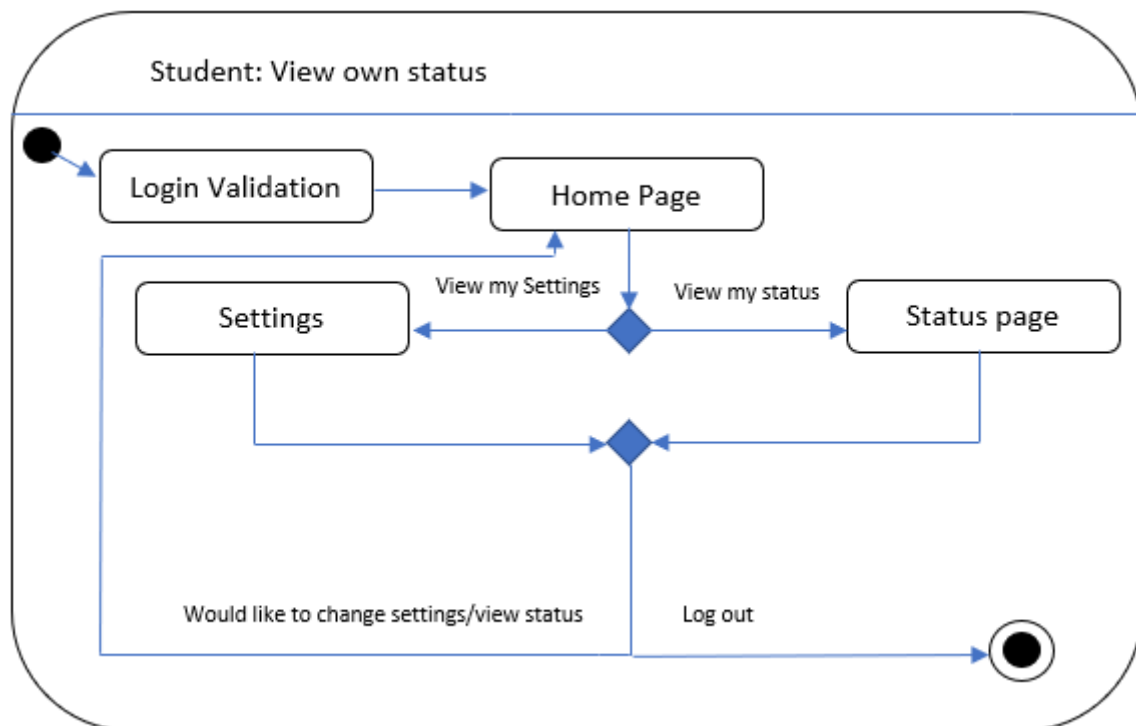 Student: View own status
Login Validation
Home Page
View my Settings
View my status
Settings
Status page
Would like to change settings/view status
Log out